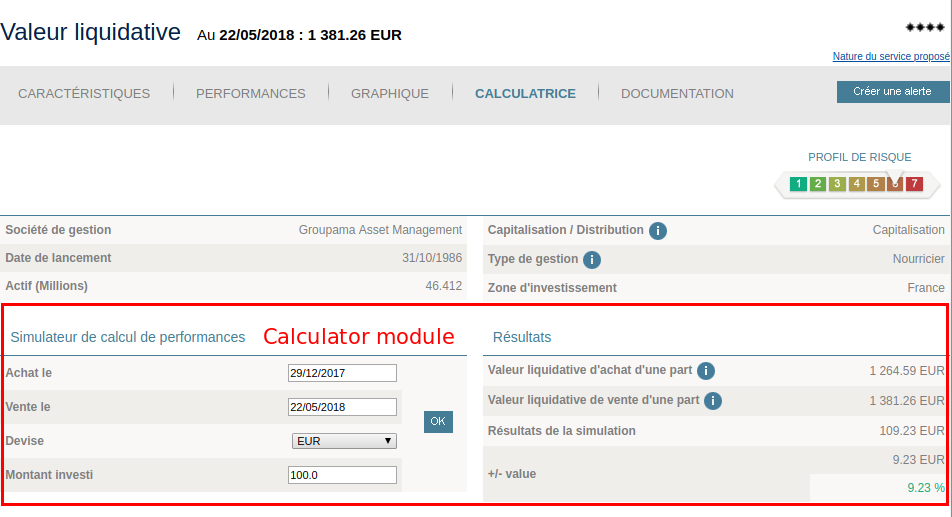 Valeur liquidative Au 22/05/2018 : 1 381.26 EUR
Nature du service proposé
CARACTÉRISTIQUES PERFORMANCES GRAPHIQUE CALCULATRICE DOCUMENTATION Créer une alerte
PROFIL DE RISQUE
1 2 3 4 5 6 7
Société de gestion Groupama Asset Management
Date de lancement 31/10/1986
Actif (Millions) 46.412
Capitalisation / Distribution i Capitalisation
Type de gestion i Nourricier
Zone d'investissement France
Simulateur de calcul de performances Calculator module
Achat le 29/12/2017
Vente le 22/05/2018
Devise EUR
Montant investi 100.0
OK
Résultats
Valeur liquidative d'achat d'une part i 1 264.59 EUR
Valeur liquidative de vente d'une part i 1 381.26 EUR
Résultats de la simulation 109.23 EUR
+/- value 9.23 EUR
9.23 %